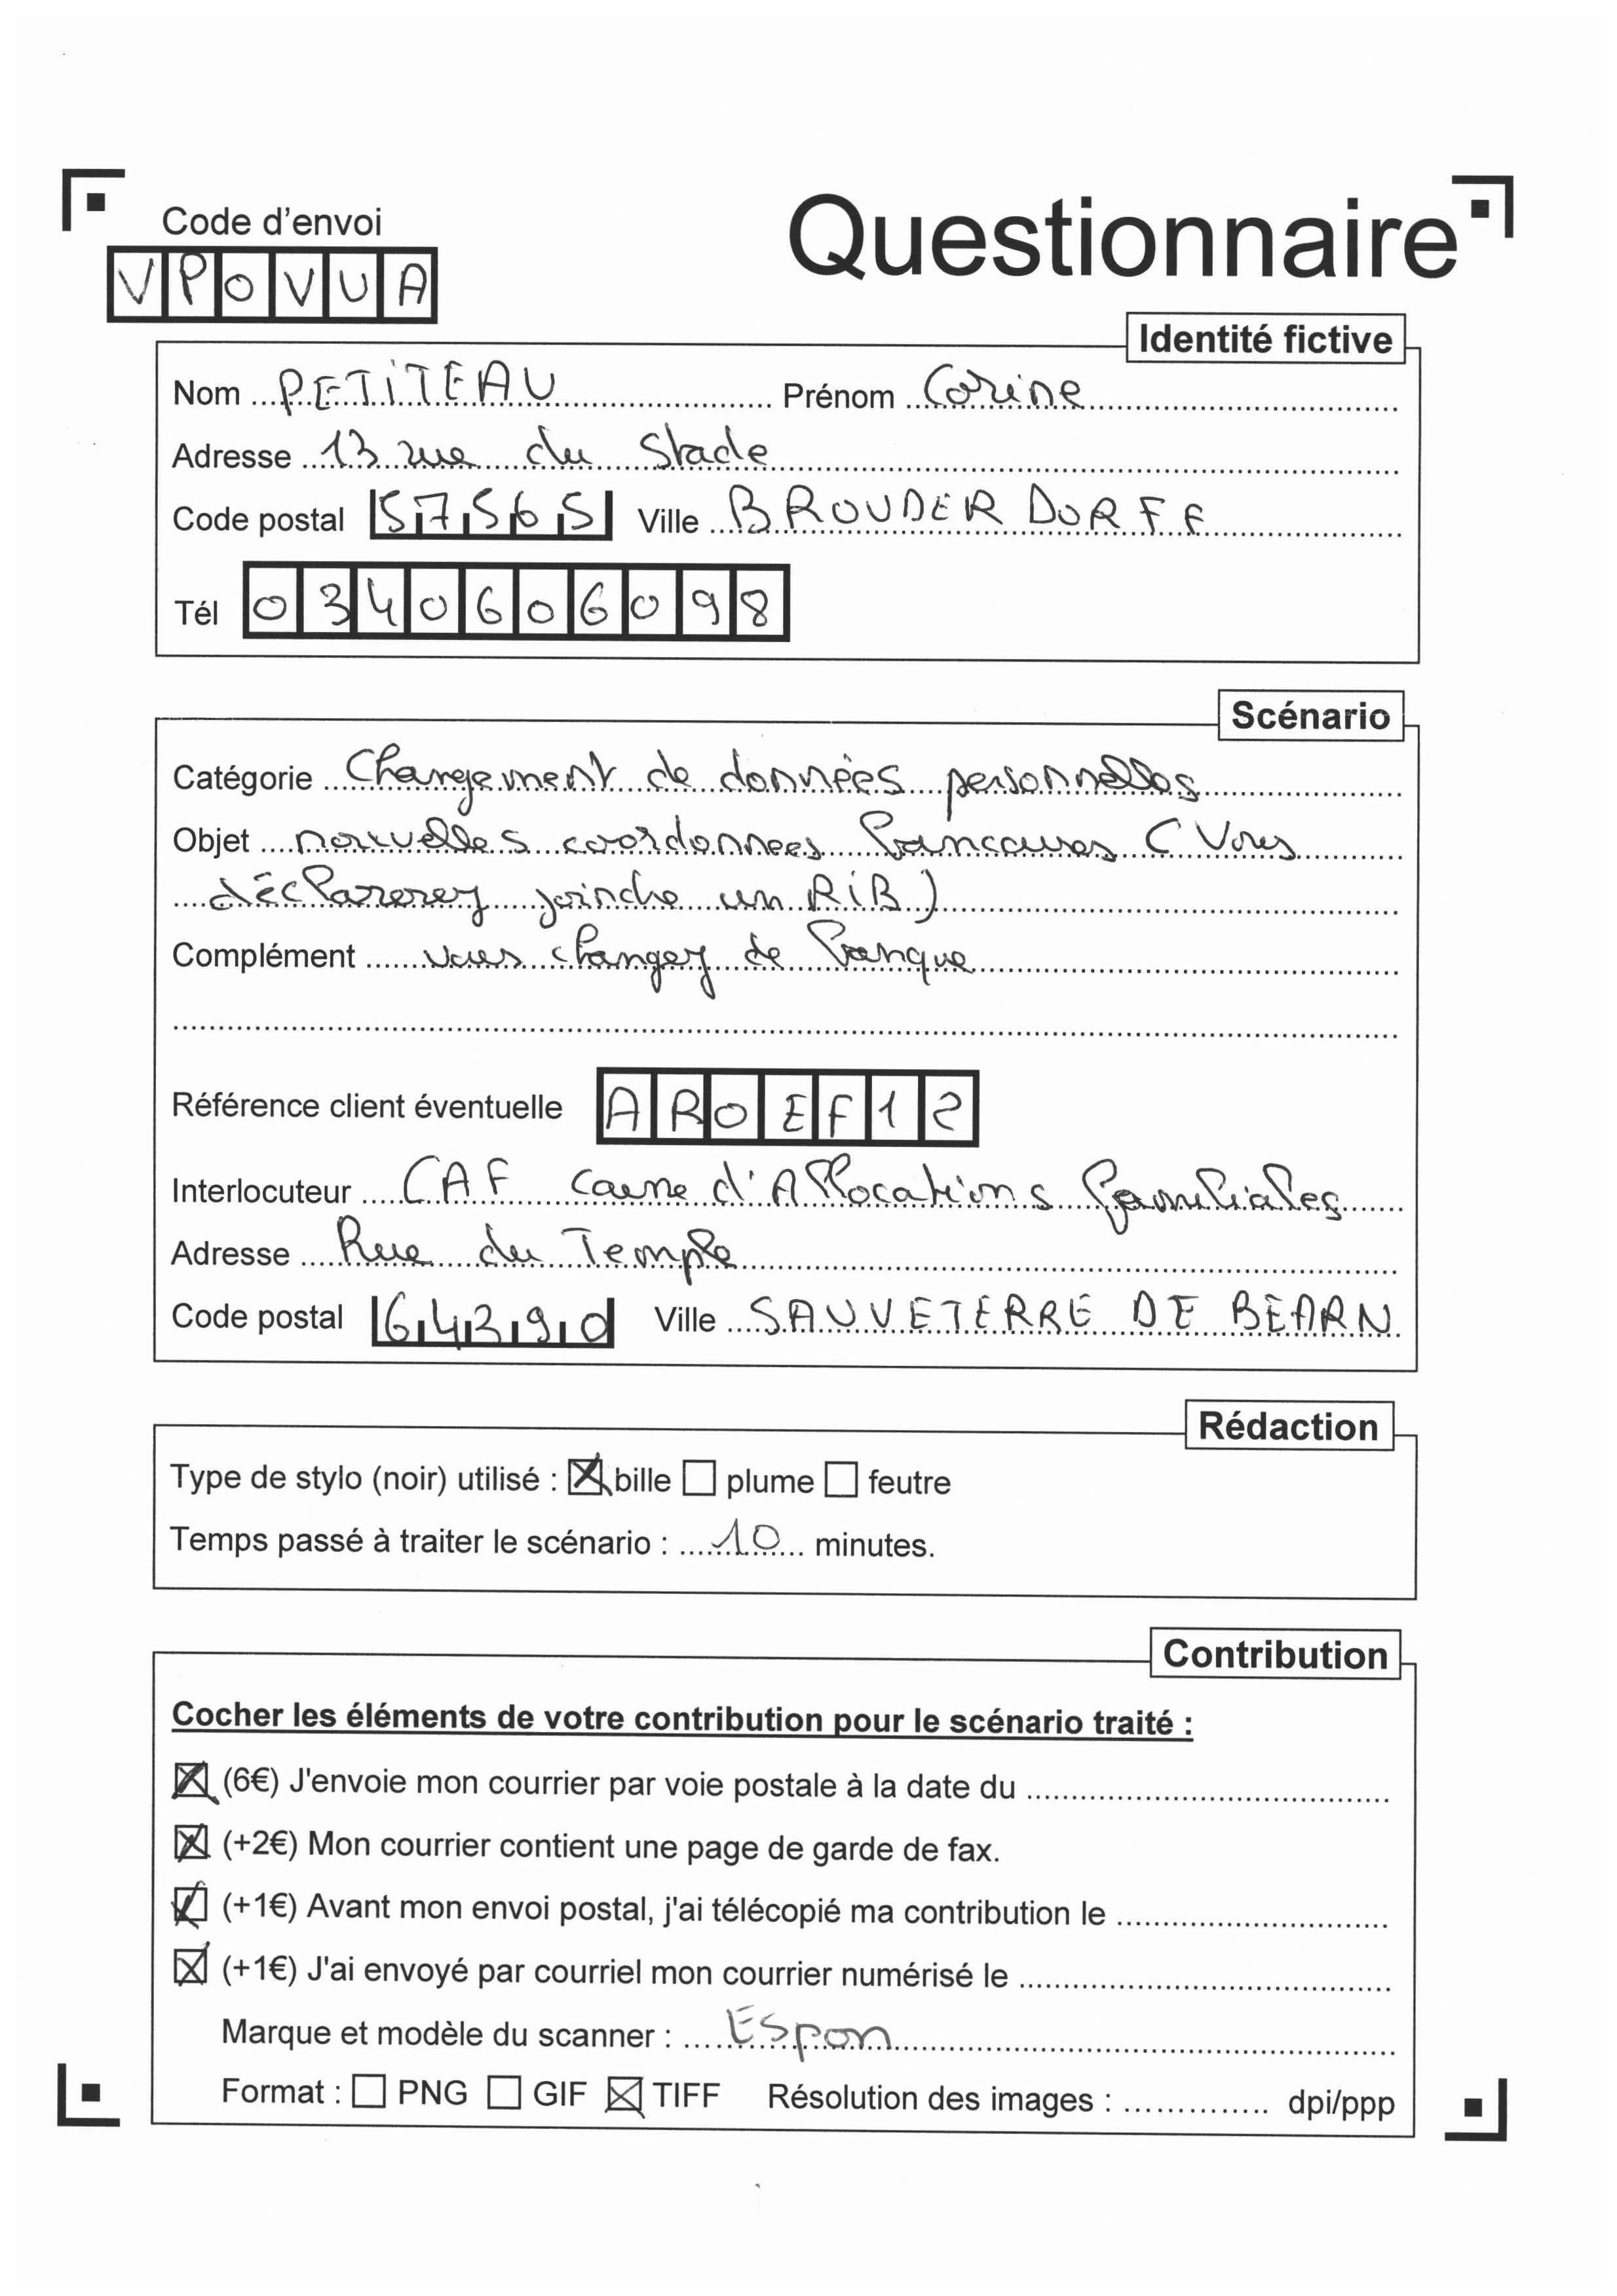 Code d'envoi
Questionnaire
VPOVUA
Identité fictive
Nom PETITEAU Prénom Corine
Adresse 13 rue du Stade
Code postal 57565 Ville BROUDERDORFF
Tél 0340606098
Scénario
Catégorie Changement de données personnelles
Objet nouvelles coordonnees bancaires (Vous
déclarerez joindre un RIB)
Complément vous changez de banque
Référence client éventuelle AROEF12
Interlocuteur CAF Caisse d'Allocations familiales
Adresse Rue du Temple
Code postal 64390 Ville SAUVETERRE DE BEARN
Rédaction
Type de stylo (noir) utilisé : bille plume feutre
Temps passé à traiter le scénario : 10 minutes.
Contribution
Cocher les éléments de votre contribution pour le scénario traité :
(6€) J'envoie mon courrier par voie postale à la date du
(+2€) Mon courrier contient une page de garde de fax.
(+1€) Avant mon envoi postal, j'ai télécopié ma contribution le
(+1€) J'ai envoyé par courriel mon courrier numérisé le
Marque et modèle du scanner : Espon
Format : PNG GIF TIFF Résolution des images : dpi/ppp